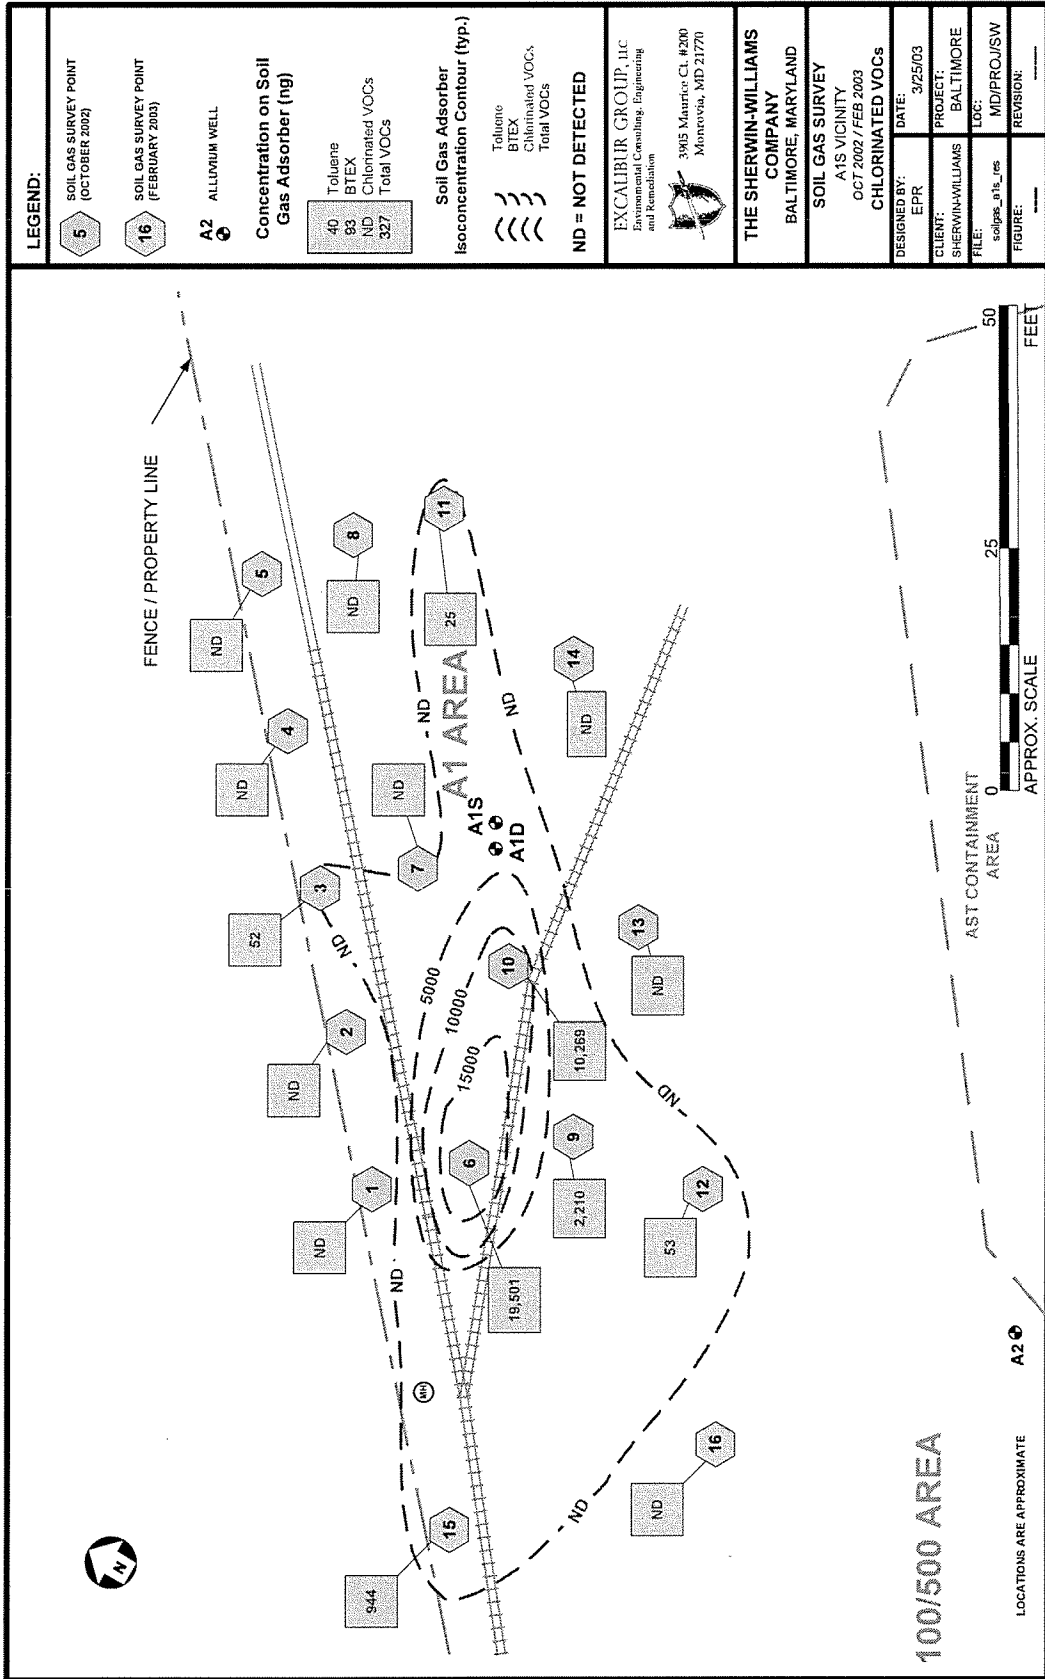 LEGEND:
5
SOIL GAS SURVEY POINT
(OCTOBER 2002)
16
SOIL GAS SURVEY POINT
(FEBRUARY 2003)
A2
ALLUVIUM WELL
Concentration on Soil
Gas Adsorber (ng)
40 Toluene
93 BTEX
ND Chlorinated VOCs
327 Total VOCs
Soil Gas Adsorber
Isoconcentration Contour (typ.)
Toluene
BTEX
Chlorinated VOCs
Total VOCs
ND = NOT DETECTED
EXCALIBUR GROUP, LLC
Environmental Consulting, Engineering
and Remediation
3905 Maurice Ct. #200
Monrovia, MD 21770
THE SHERWIN-WILLIAMS
COMPANY
BALTIMORE, MARYLAND
SOIL GAS SURVEY
A1S VICINITY
OCT 2002 / FEB 2003
CHLORINATED VOCs
DESIGNED BY:
EPR
DATE:
3/25/03
CLIENT:
SHERWIN-WILLIAMS
PROJECT:
BALTIMORE
FILE:
soilgas_a1s_res
LOC:
MD/PROJ/SW
FIGURE:
----
REVISION:
----
N
FENCE / PROPERTY LINE
944
15
MH
ND
1
ND
2
52
3
ND
4
ND
5
ND
8
ND
7
ND
ND
ND
ND
5000
10000
15000
6
19,501
10
10,269
9
2,210
A1S
A1D
A1 AREA
25
11
ND
14
ND
13
ND
53
12
ND
ND
16
ND
100/500 AREA
A2
LOCATIONS ARE APPROXIMATE
AST CONTAINMENT
AREA
0 25 50
APPROX. SCALE FEET